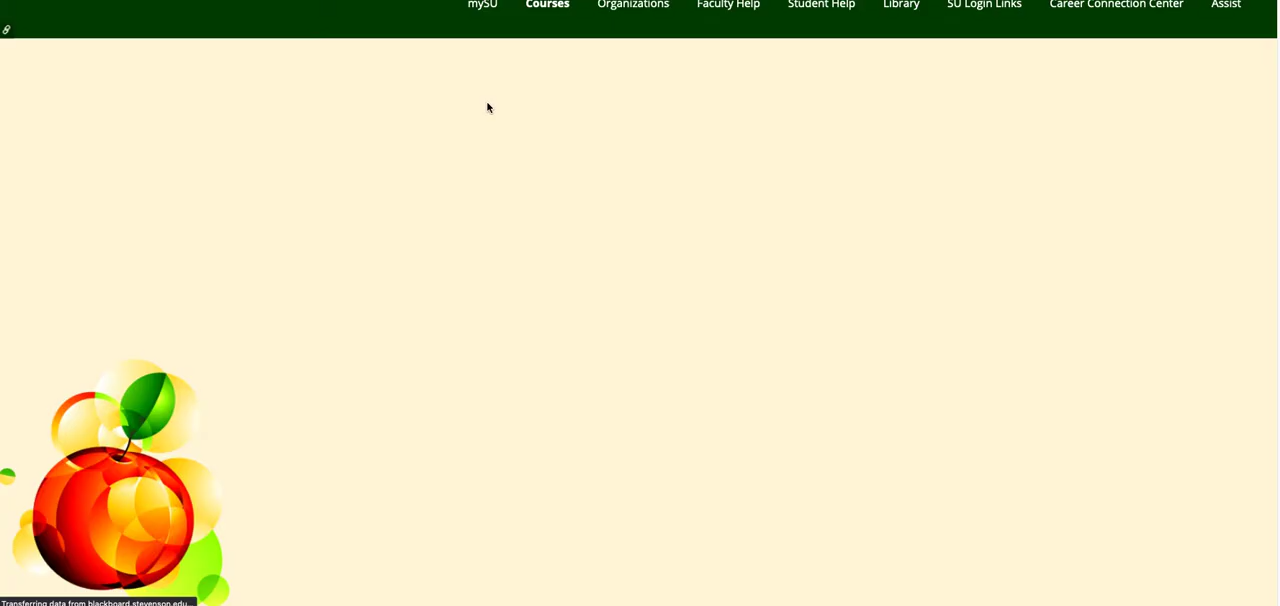 mySU Courses Organizations Faculty Help Student Help Library SU Login Links Career Connection Center Assist
Transferring data from blackboard.stevenson.edu...